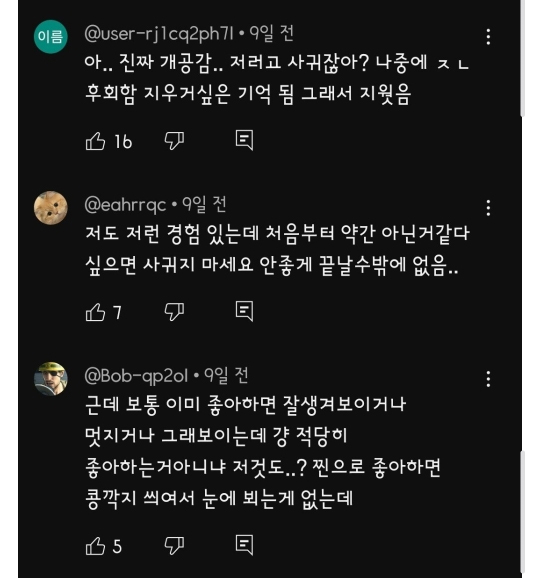 이름
@user-rj1cq2ph7l • 9일 전
아.. 진짜 개공감.. 저러고 사귀잖아? 나중에 ㅈㄴ
후회함 지우거싶은 기억 됨 그래서 지웟음
16
@eahrrqc • 9일 전
저도 저런 경험 있는데 처음부터 약간 아닌거같다
싶으면 사귀지 마세요 안좋게 끝날수밖에 없음..
7
@Bob-qp2ol • 9일 전
근데 보통 이미 좋아하면 잘생겨보이거나
멋지거나 그래보이는데 걍 적당히
좋아하는거아니냐 저것도..? 찐으로 좋아하면
콩깍지 씌여서 눈에 뵈는게 없는데
5